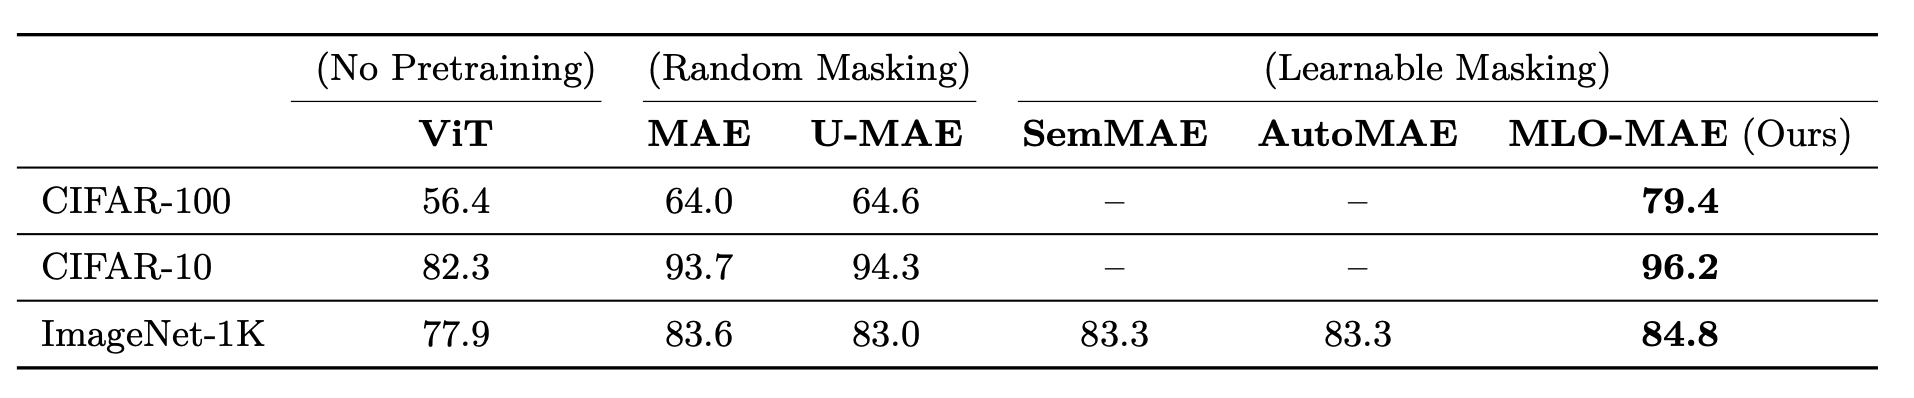 (No Pretraining) (Random Masking) (Learnable Masking)
ViT MAE U-MAE SemMAE AutoMAE MLO-MAE (Ours)
CIFAR-100 56.4 64.0 64.6 – – 79.4
CIFAR-10 82.3 93.7 94.3 – – 96.2
ImageNet-1K 77.9 83.6 83.0 83.3 83.3 84.8